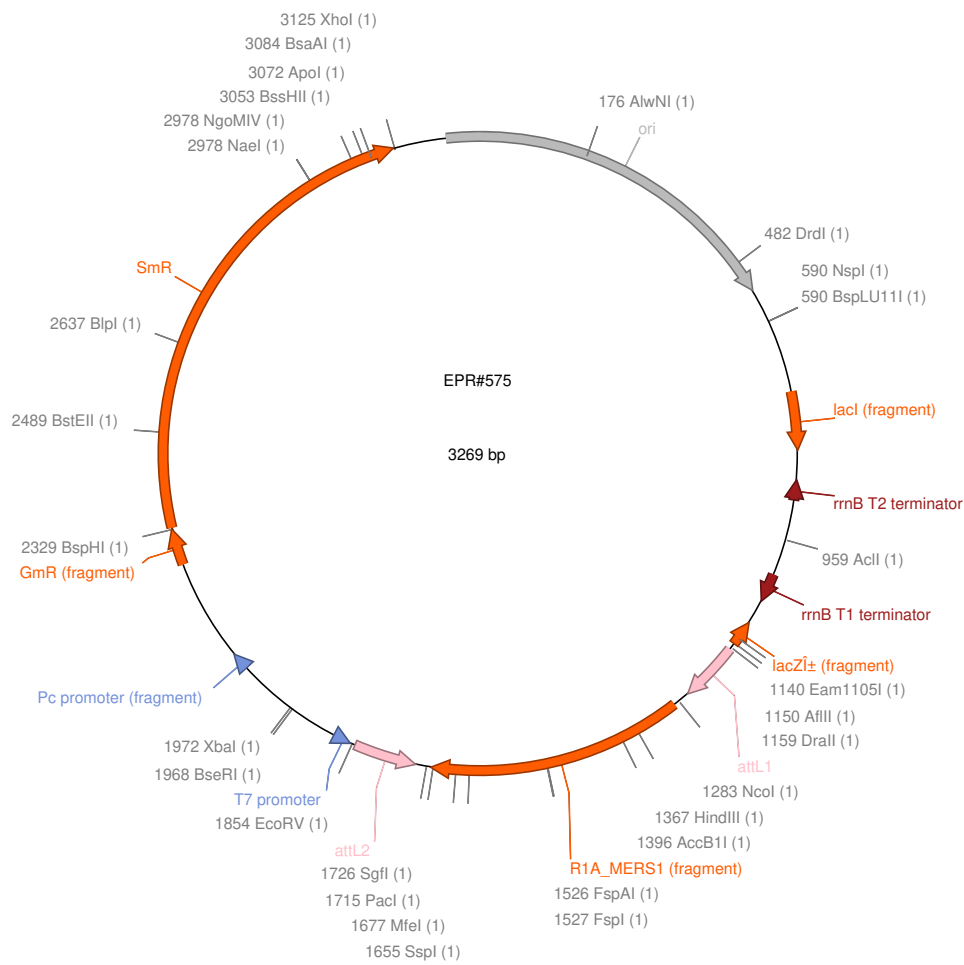 3125 XhoI (1)
3084 BsaAI (1)
3072 ApoI (1)
3053 BssHII (1)
2978 NgoMIV (1)
2978 NaeI (1)
176 AlwNI (1)
ori
482 DrdI (1)
590 NspI (1)
590 BspLU11I (1)
SmR
2637 BlpI (1)
2489 BstEII (1)
EPR#575
3269 bp
lacI (fragment)
rrnB T2 terminator
959 AclI (1)
rrnB T1 terminator
2329 BspHI (1)
GmR (fragment)
lacZÎ± (fragment)
1140 Eam1105I (1)
1150 AflII (1)
1159 DraII (1)
attL1
1283 NcoI (1)
1367 HindIII (1)
1396 AccB1I (1)
R1A_MERS1 (fragment)
1526 FspAI (1)
1527 FspI (1)
Pc promoter (fragment)
1972 XbaI (1)
1968 BseRI (1)
T7 promoter
1854 EcoRV (1)
attL2
1726 SgfI (1)
1715 PacI (1)
1677 MfeI (1)
1655 SspI (1)